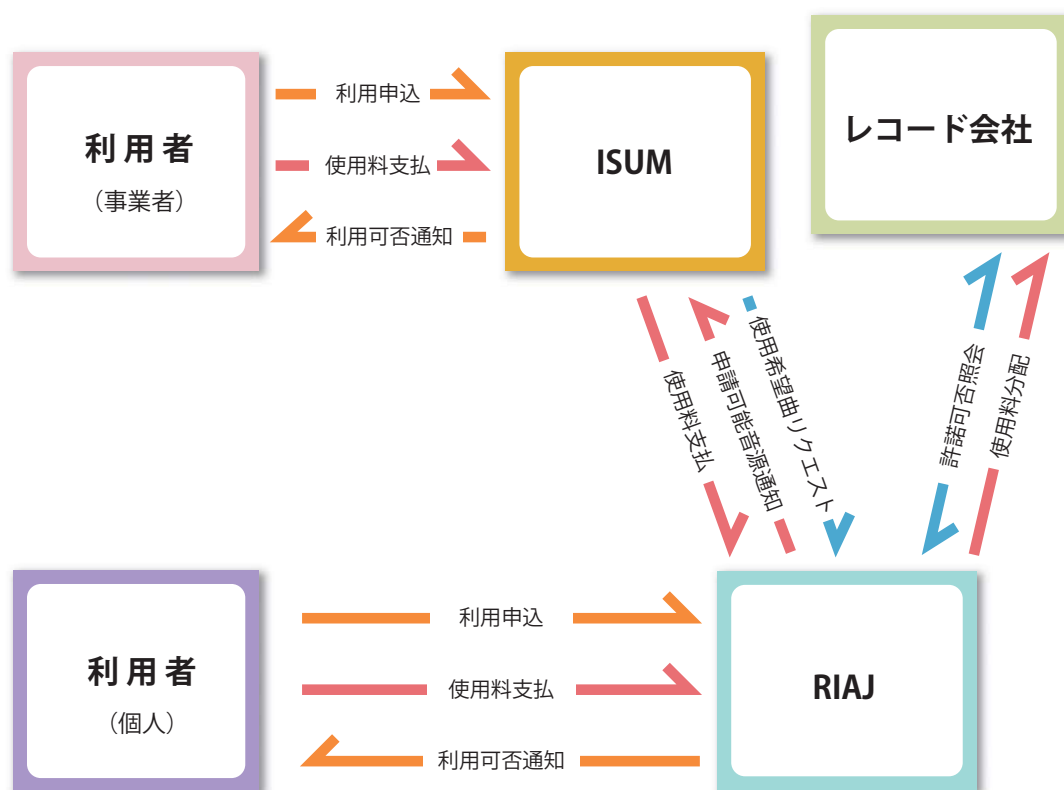 利用者
（事業者）
利用申込
使用料支払
利用可否通知
ISUM
レコード会社
使用料支払
申請可能音源通知
使用希望曲リクエスト
許諾可否照会
使用料分配
利用者
（個人）
利用申込
使用料支払
利用可否通知
RIAJ